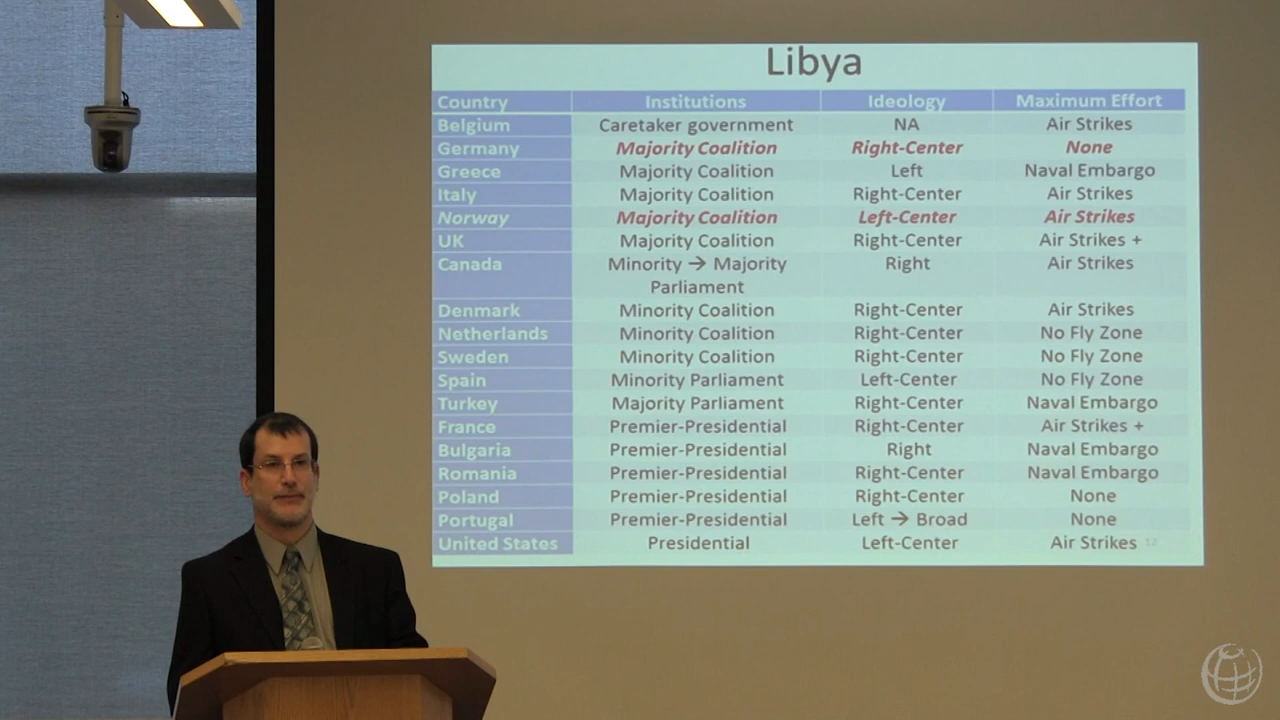 Libya
Country Institutions Ideology Maximum Effort
Belgium Caretaker government NA Air Strikes
Germany Majority Coalition Right-Center None
Greece Majority Coalition Left Naval Embargo
Italy Majority Coalition Right-Center Air Strikes
Norway Majority Coalition Left-Center Air Strikes
UK Majority Coalition Right-Center Air Strikes +
Canada Minority → Majority Right Air Strikes
Parliament
Denmark Minority Coalition Right-Center Air Strikes
Netherlands Minority Coalition Right-Center No Fly Zone
Sweden Minority Coalition Right-Center No Fly Zone
Spain Minority Parliament Left-Center No Fly Zone
Turkey Majority Parliament Right-Center Naval Embargo
France Premier-Presidential Right-Center Air Strikes +
Bulgaria Premier-Presidential Right Naval Embargo
Romania Premier-Presidential Right-Center Naval Embargo
Poland Premier-Presidential Right-Center None
Portugal Premier-Presidential Left → Broad None
United States Presidential Left-Center Air Strikes 12